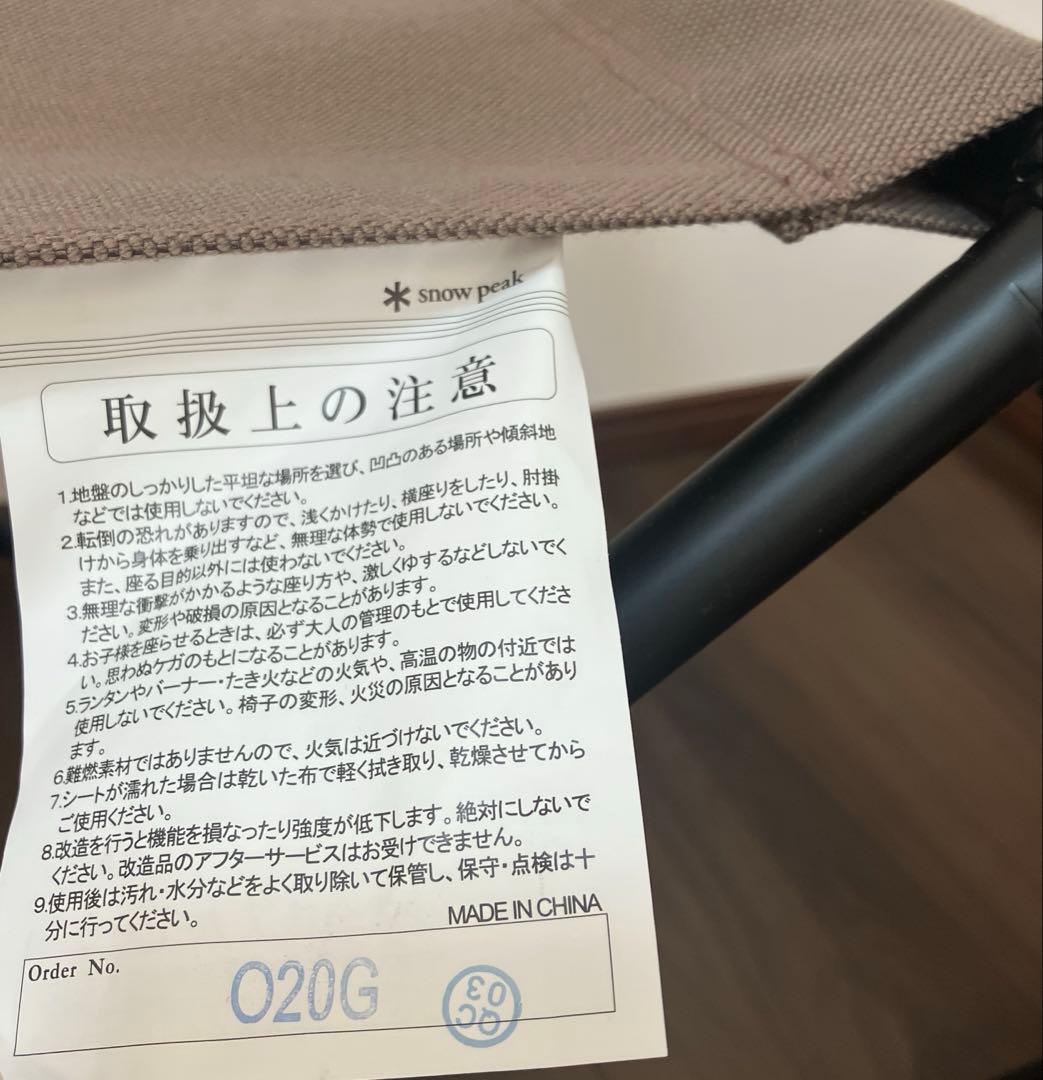 snow peak
取扱上の注意
1.地盤のしっかりした平坦な場所を選び、凹凸のある場所や傾斜地
などでは使用しないでください。
2.転倒の恐れがありますので、浅くかけたり、横座りをしたり、肘掛
けから身体を乗り出すなど、無理な体勢で使用しないでください。
また、座る目的以外には使わないでください。
3.無理な衝撃がかかるような座り方や、激しくゆするなどしないでく
ださい。変形や破損の原因となることがあります。
4.お子様を座らせるときは、必ず大人の管理のもとで使用してくださ
い。思わぬケガのもとになることがあります。
5.ランタンやバーナー・たき火などの火気や、高温の物の付近では
使用しないでください。椅子の変形、火災の原因となることがあり
ます。
6.難燃素材ではありませんので、火気は近づけないでください。
7.シートが濡れた場合は乾いた布で軽く拭き取り、乾燥させてから
ご使用ください。
8.改造を行うと機能を損なったり強度が低下します。絶対にしないで
ください。改造品のアフターサービスはお受けできません。
9.使用後は汚れ・水分などをよく取り除いて保管し、保守・点検は十
分に行ってください。
MADE IN CHINA
Order No.
O20G
QC
03